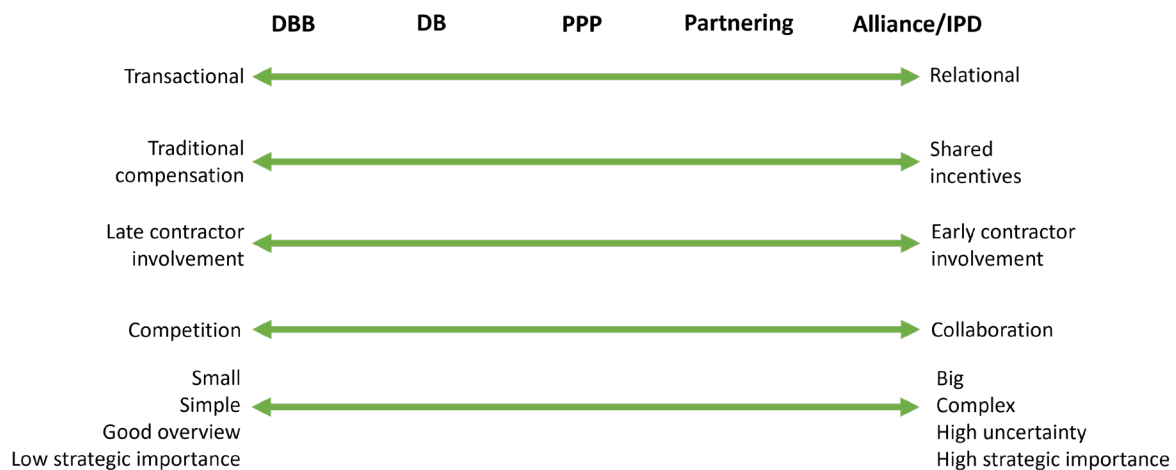 DBB DB PPP Partnering Alliance/IPD
Transactional Relational
Traditional compensation Shared incentives
Late contractor involvement Early contractor involvement
Competition Collaboration
Small Big
Simple Complex
Good overview High uncertainty
Low strategic importance High strategic importance